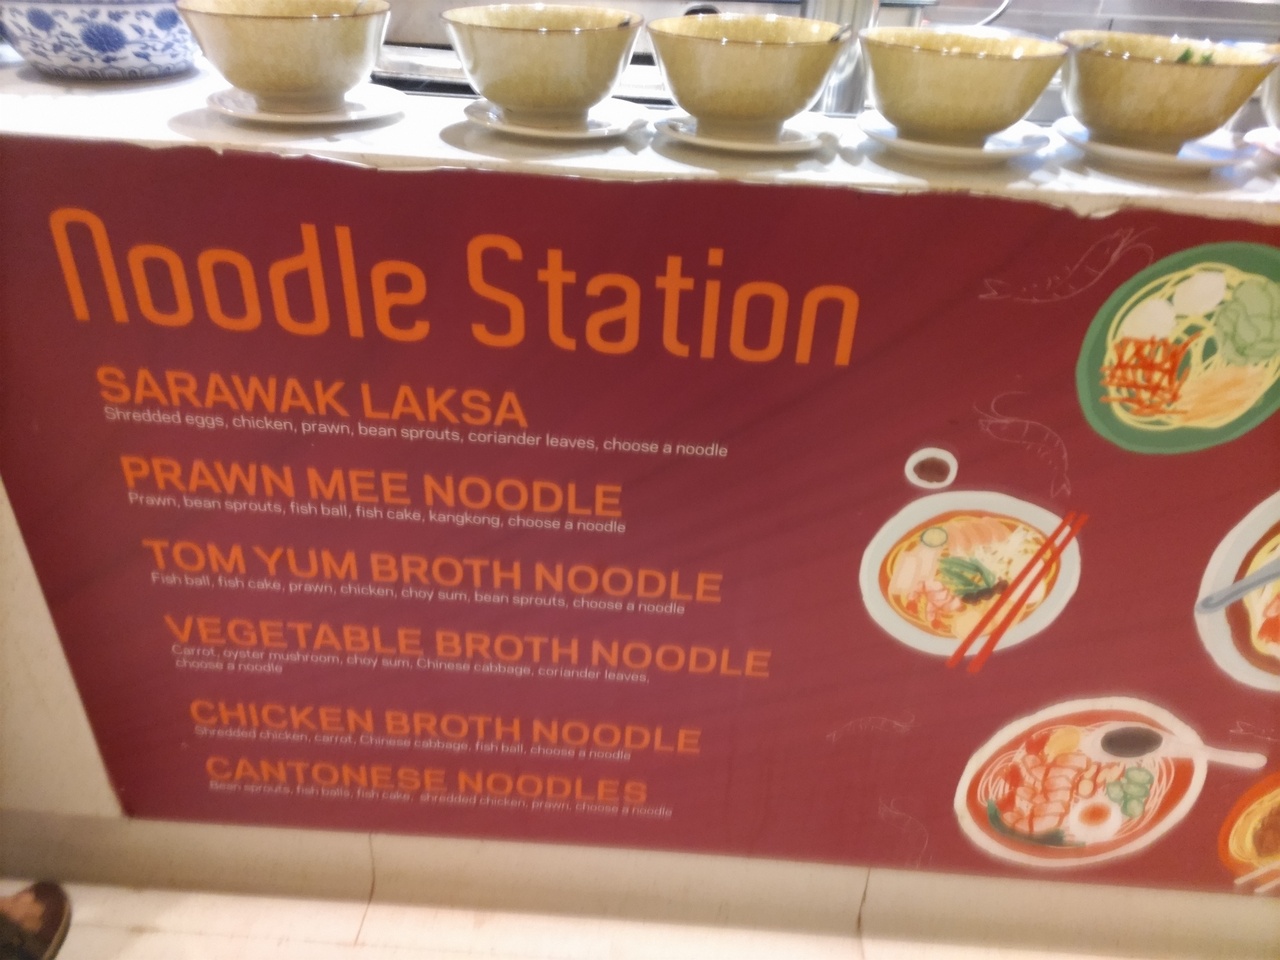 Noodle Station
SARAWAK LAKSA
Shredded eggs, chicken, prawn, bean sprouts, coriander leaves, choose a noodle
PRAWN MEE NOODLE
Prawn, bean sprouts, fish ball, fish cake, kangkong, choose a noodle
TOM YUM BROTH NOODLE
Fish ball, fish cake, prawn, chicken, choy sum, bean sprouts, choose a noodle
VEGETABLE BROTH NOODLE
Carrot, oyster mushroom, choy sum, Chinese cabbage, coriander leaves,
choose a noodle
CHICKEN BROTH NOODLE
Shredded chicken, carrot, Chinese cabbage, fish ball, choose a noodle
CANTONESE NOODLES
Bean sprouts, fish balls, fish cake, shredded chicken, prawn, choose a noodle